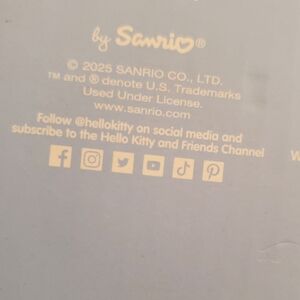 by Sanrio®
© 2025 SANRIO CO., LTD.
™ and ® denote U.S. Trademarks
Used Under License.
www.sanrio.com
Follow @hellokitty on social media and
subscribe to the Hello Kitty and Friends Channel
W